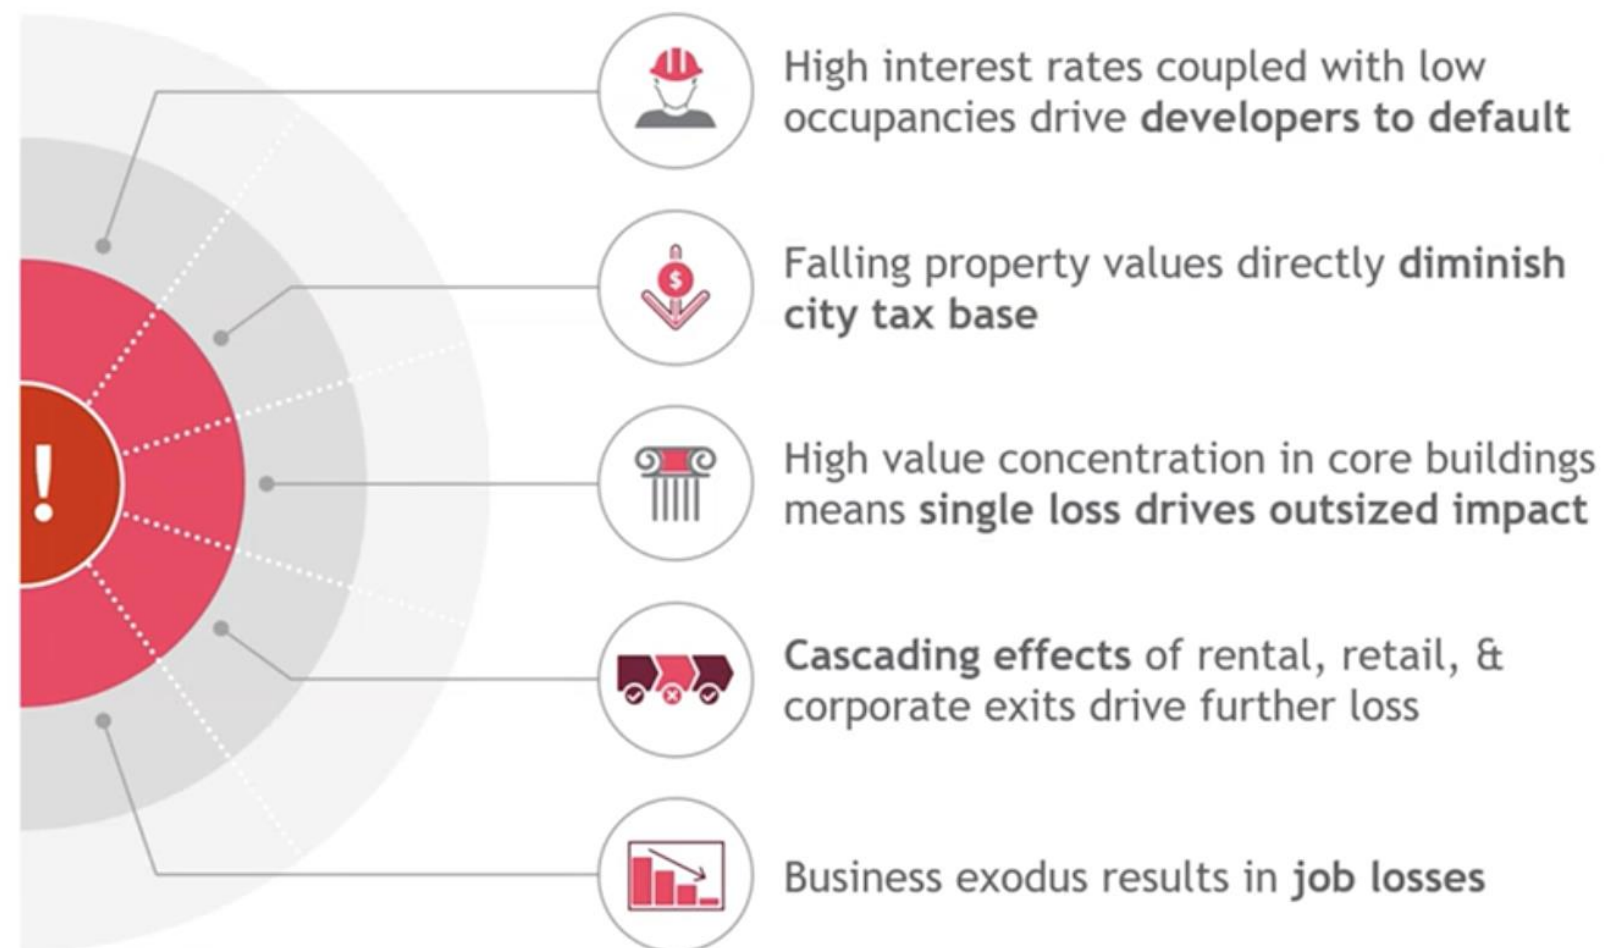 High interest rates coupled with low
occupancies drive developers to default
Falling property values directly diminish
city tax base
High value concentration in core buildings
means single loss drives outsized impact
Cascading effects of rental, retail, &
corporate exits drive further loss
Business exodus results in job losses
!
$